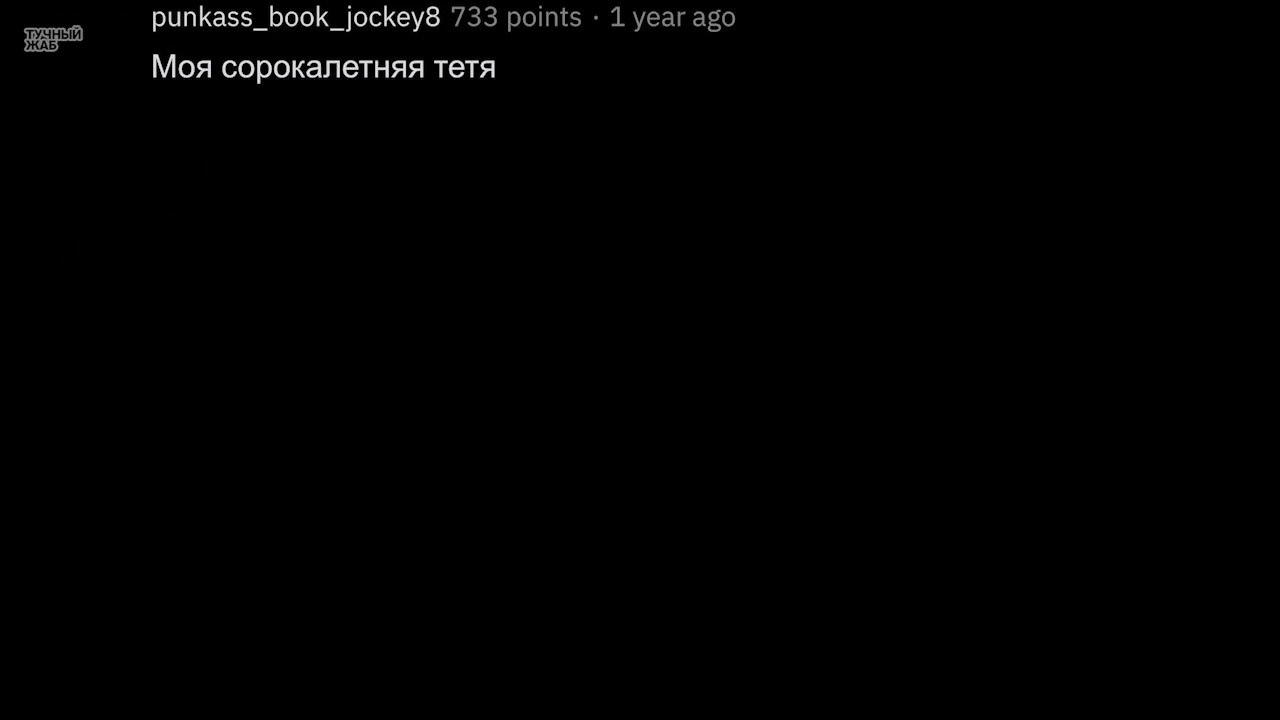 punkass_book_jockey8 733 points · 1 year ago
ТУЧНЫЙ
ЖАБ
Моя сорокалетняя тетя